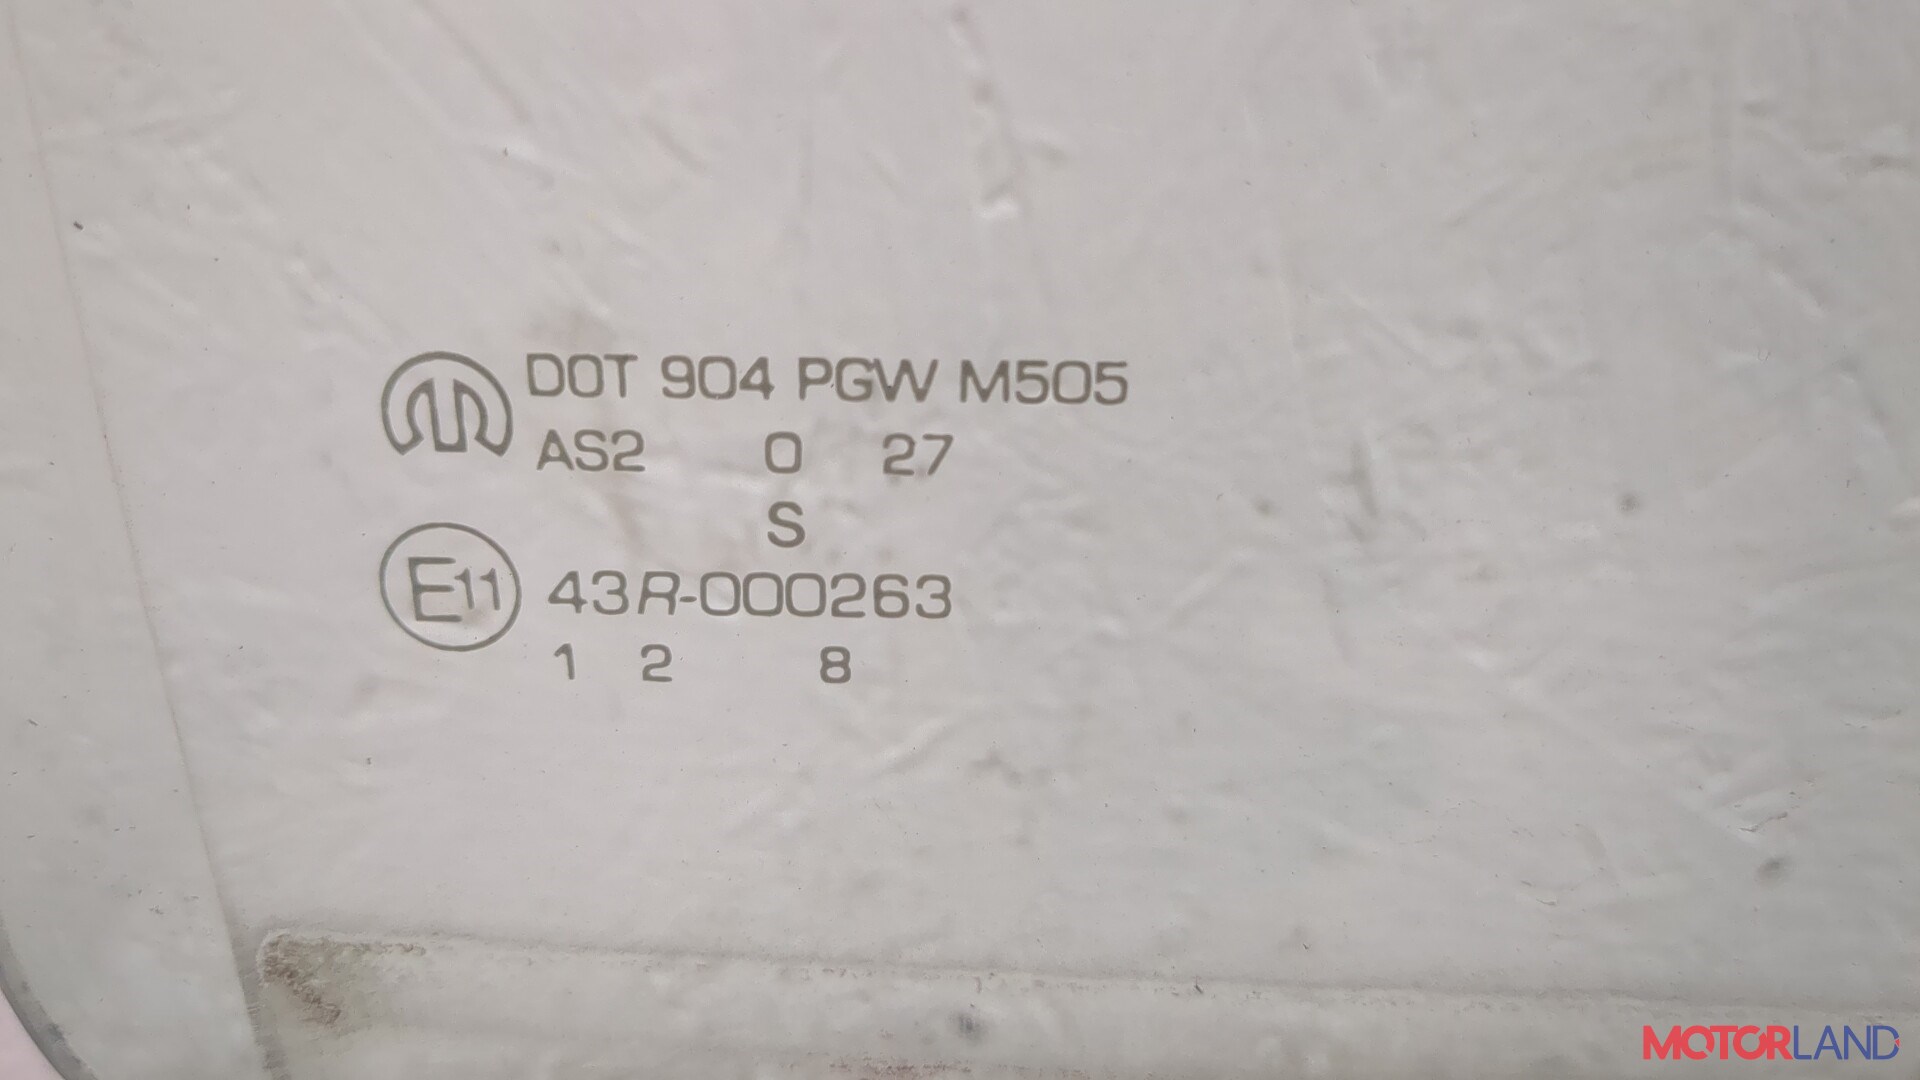 DOT 904 PGW M505
AS2 0 27
S
E11 43R-000263
1 2 8
MOTORLAND